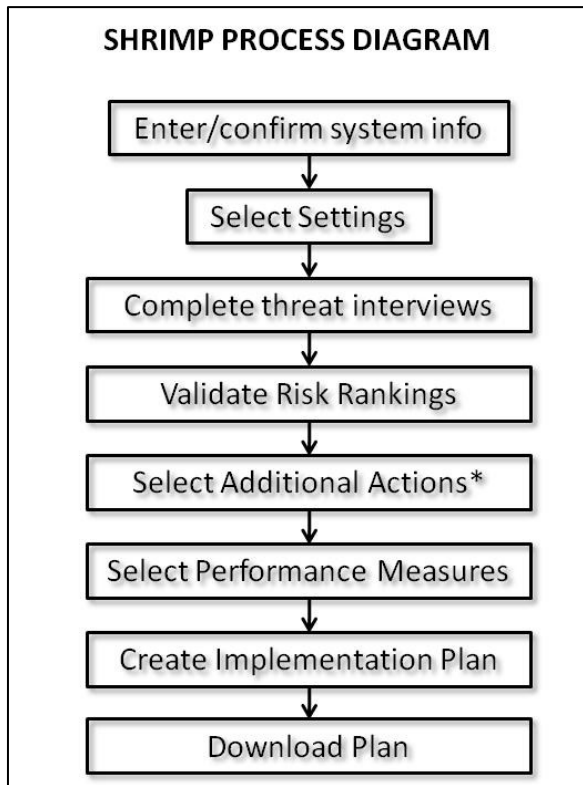 SHRIMP PROCESS DIAGRAM
Enter/confirm system info
Select Settings
Complete threat interviews
Validate Risk Rankings
Select Additional Actions*
Select Performance Measures
Create Implementation Plan
Download Plan